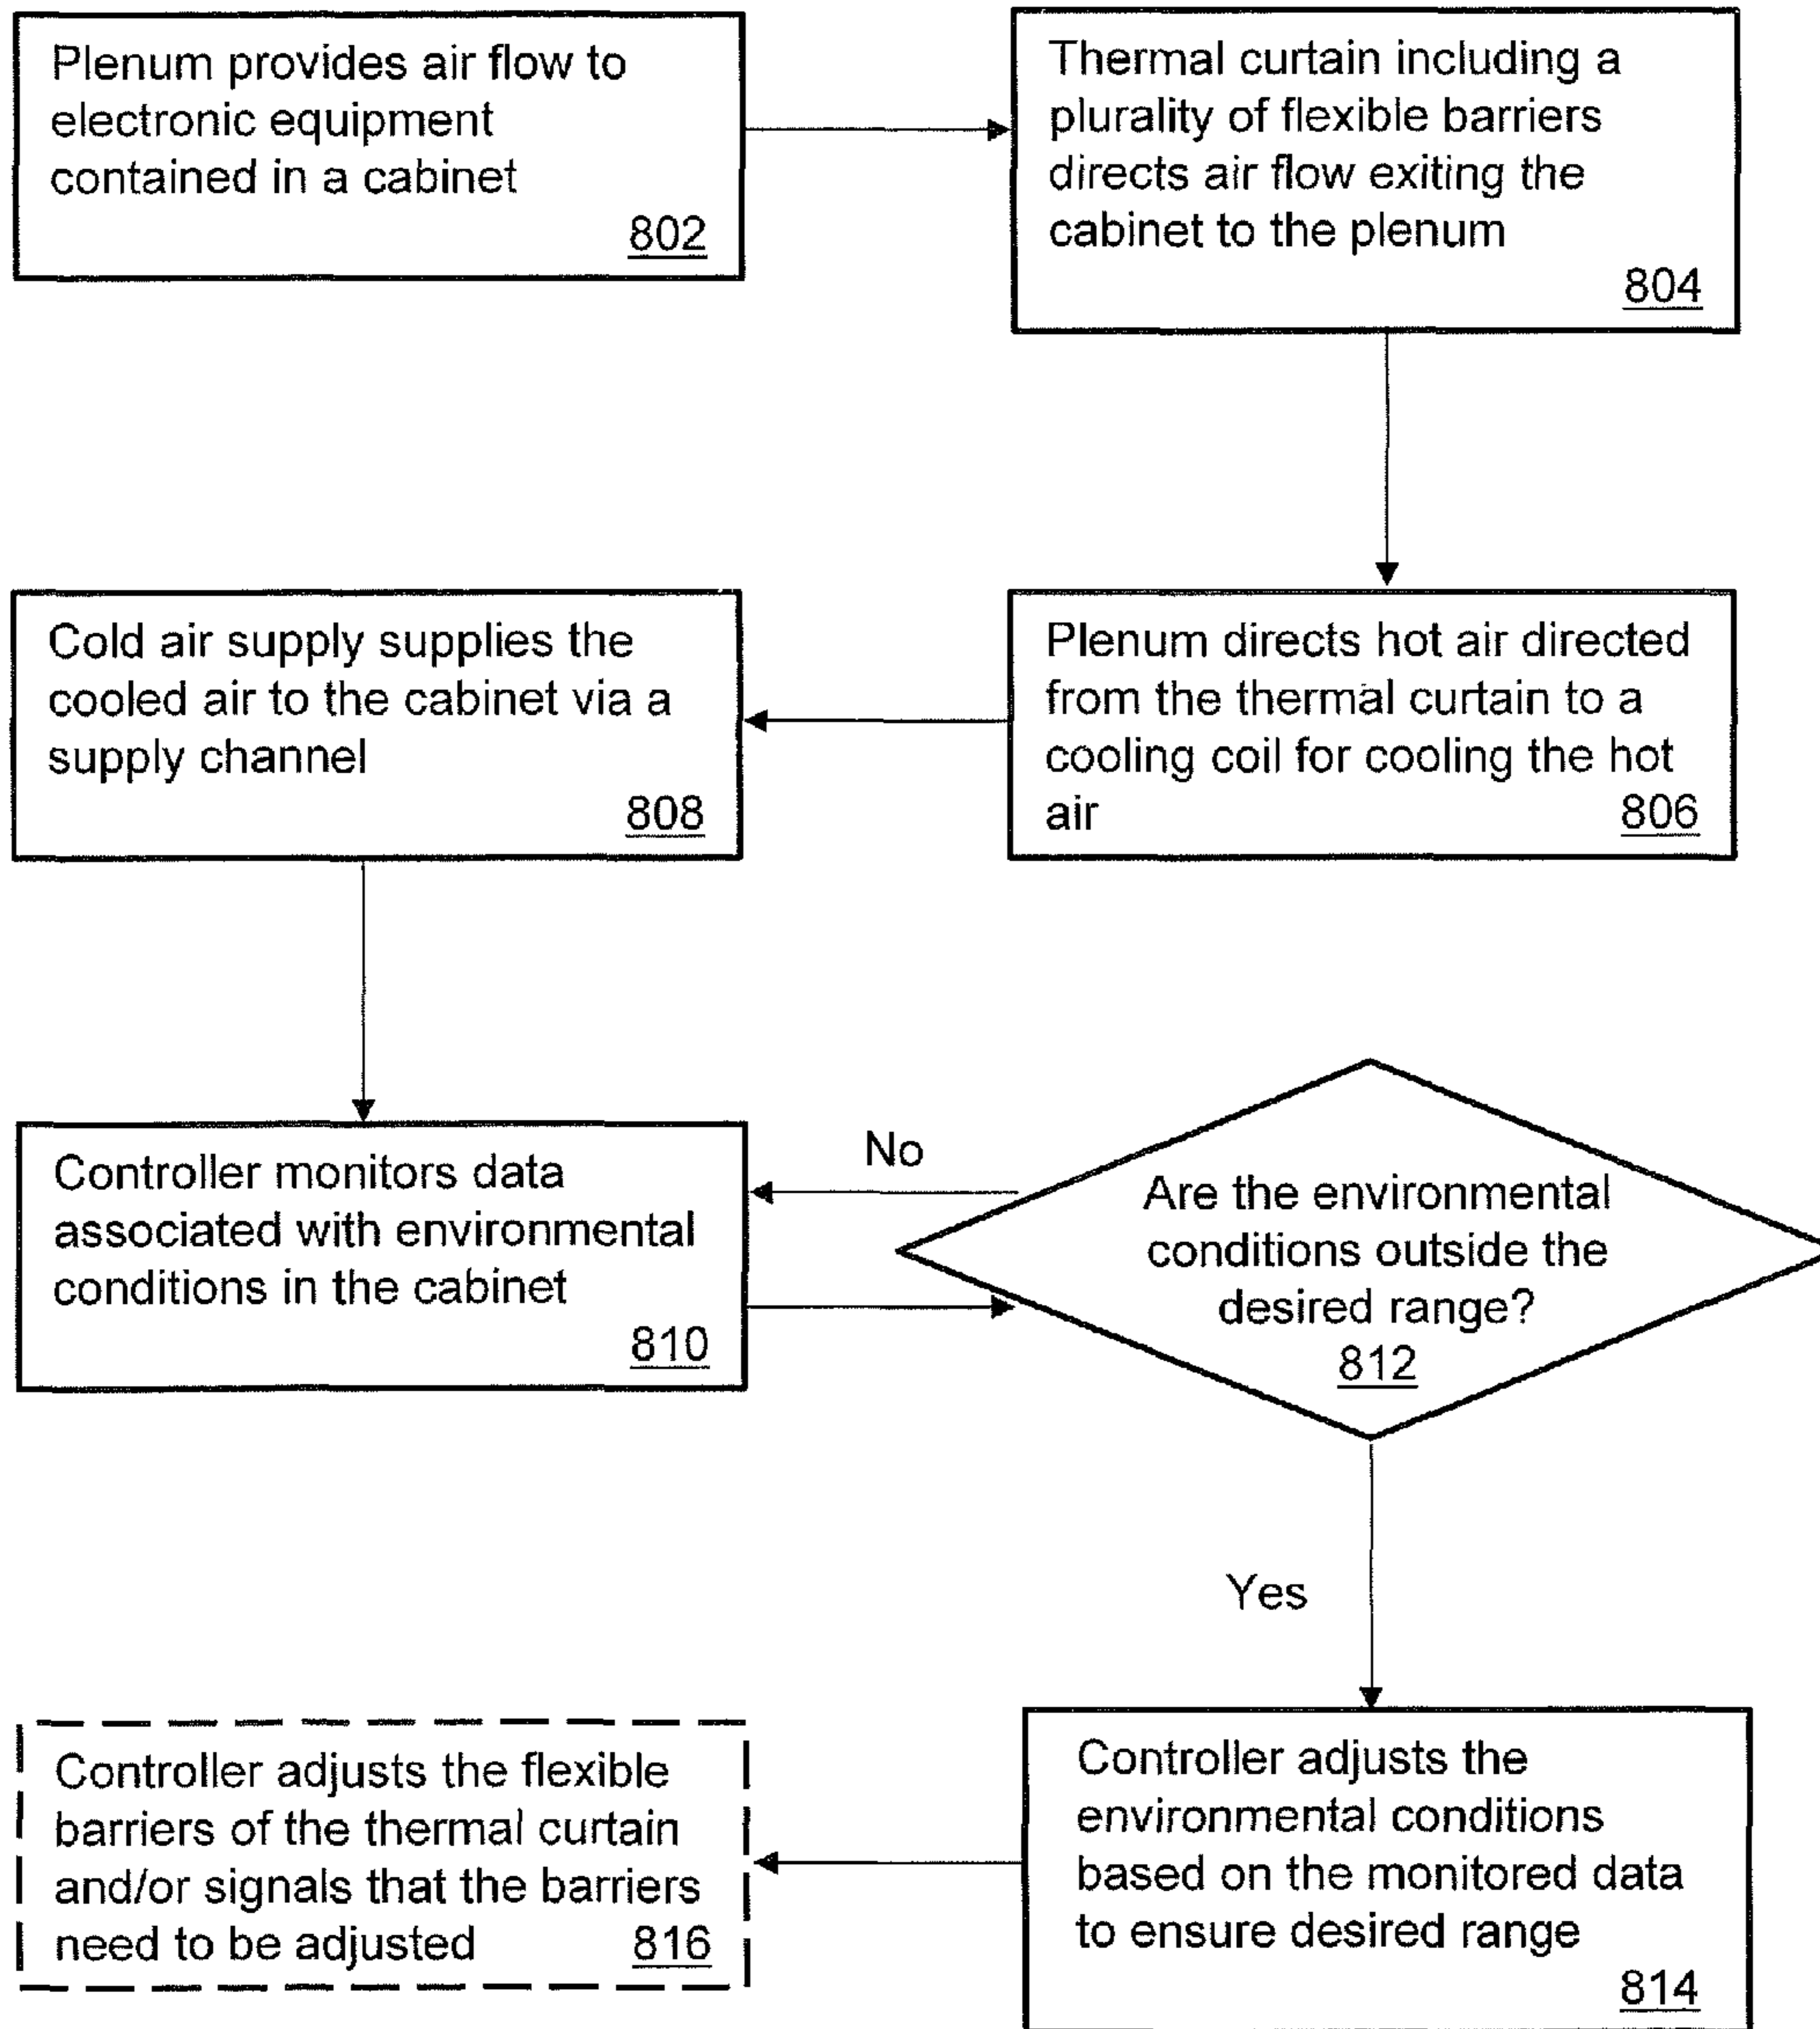 Plenum provides air flow to
electronic equipment
contained in a cabinet
802
Thermal curtain including a
plurality of flexible barriers
directs air flow exiting the
cabinet to the plenum
804
Plenum directs hot air directed
from the thermal curtain to a
cooling coil for cooling the hot
air 806
Cold air supply supplies the
cooled air to the cabinet via a
supply channel
808
Controller monitors data
associated with environmental
conditions in the cabinet
810
No
Are the environmental
conditions outside the
desired range?
812
Yes
Controller adjusts the
environmental conditions
based on the monitored data
to ensure desired range
814
Controller adjusts the flexible
barriers of the thermal curtain
and/or signals that the barriers
need to be adjusted 816